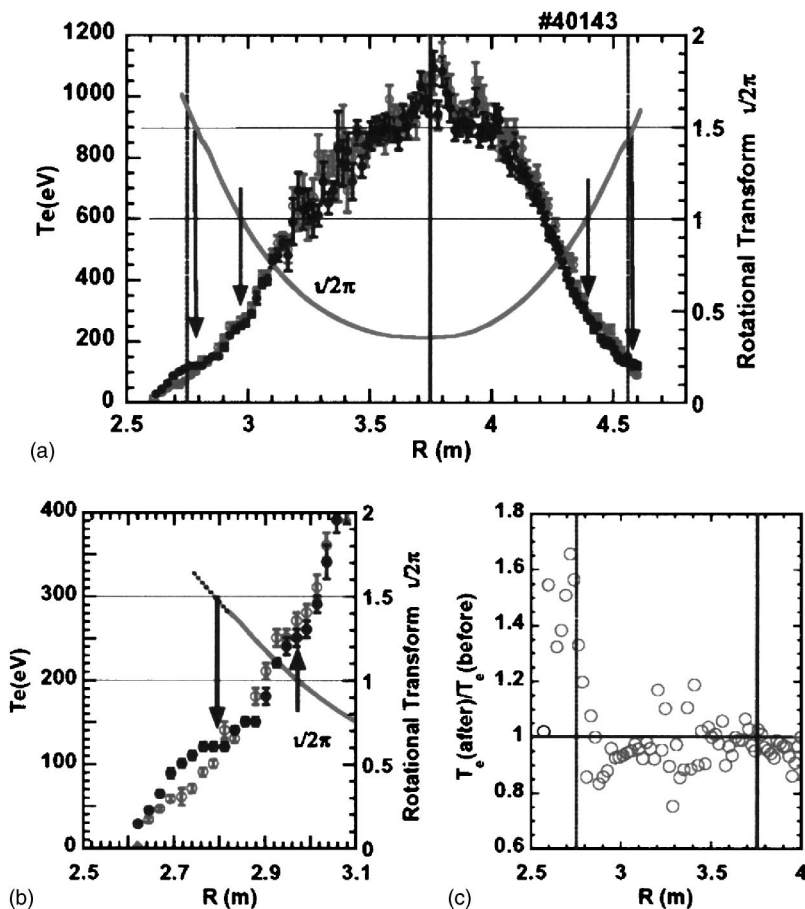 #40143
1200
1000
800
600
400
200
0
Te(eV)
2
1.5
1
0.5
0
Rotational Transform ι/2π
ι/2π
2.5 3 3.5 4 4.5
R (m)
(a)
400
300
200
100
0
Te(eV)
2
1.5
1
0.5
0
Rotational Transform ι/2π
ι/2π
2.5 2.7 2.9 3.1
R (m)
(b)
1.8
1.6
1.4
1.2
1
0.8
0.6
Te(after)/Te(before)
2.5 3 3.5 4
R (m)
(c)